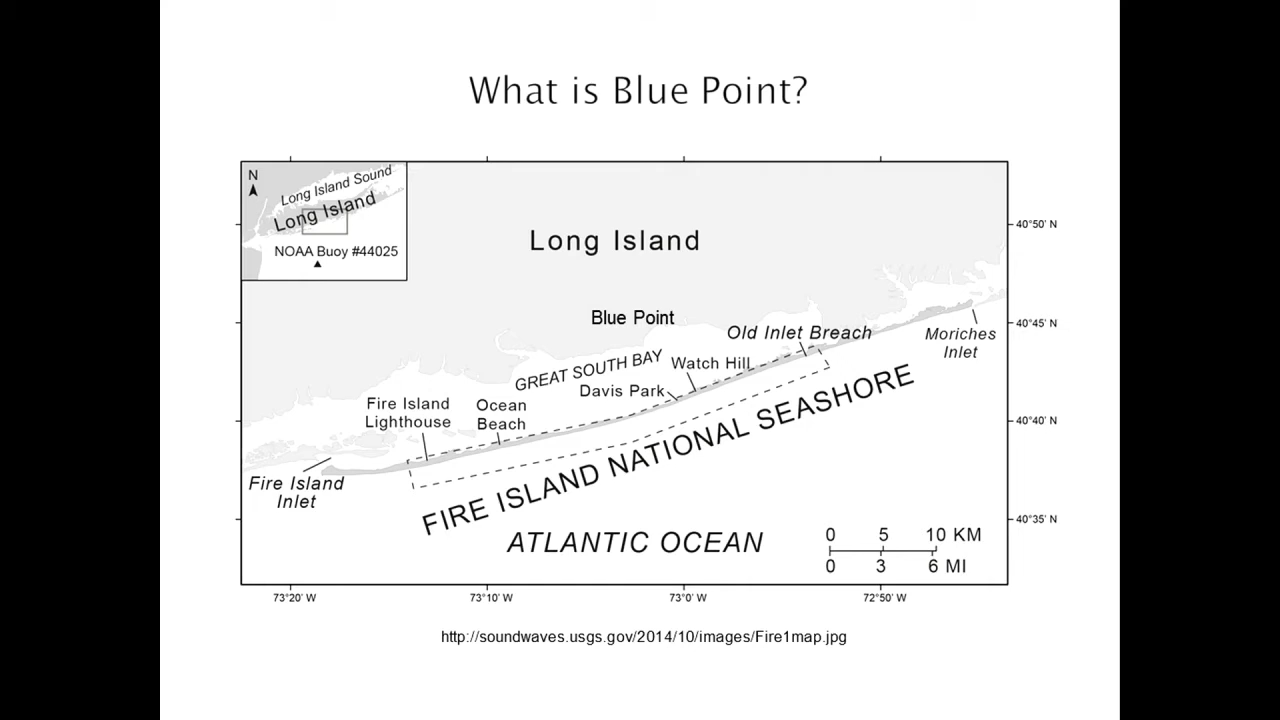 What is Blue Point?
N
Long Island Sound
Long Island
NOAA Buoy #44025
Long Island
Blue Point
Old Inlet Breach
Moriches
Inlet
GREAT SOUTH BAY
Watch Hill
Davis Park
Fire Island
Lighthouse
Ocean
Beach
Fire Island
Inlet
FIRE ISLAND NATIONAL SEASHORE
ATLANTIC OCEAN
0 5 10 KM
0 3 6 MI
40°50' N
40°45' N
40°40' N
40°35' N
73°20' W 73°10' W 73°0' W 72°50' W
http://soundwaves.usgs.gov/2014/10/images/Fire1map.jpg